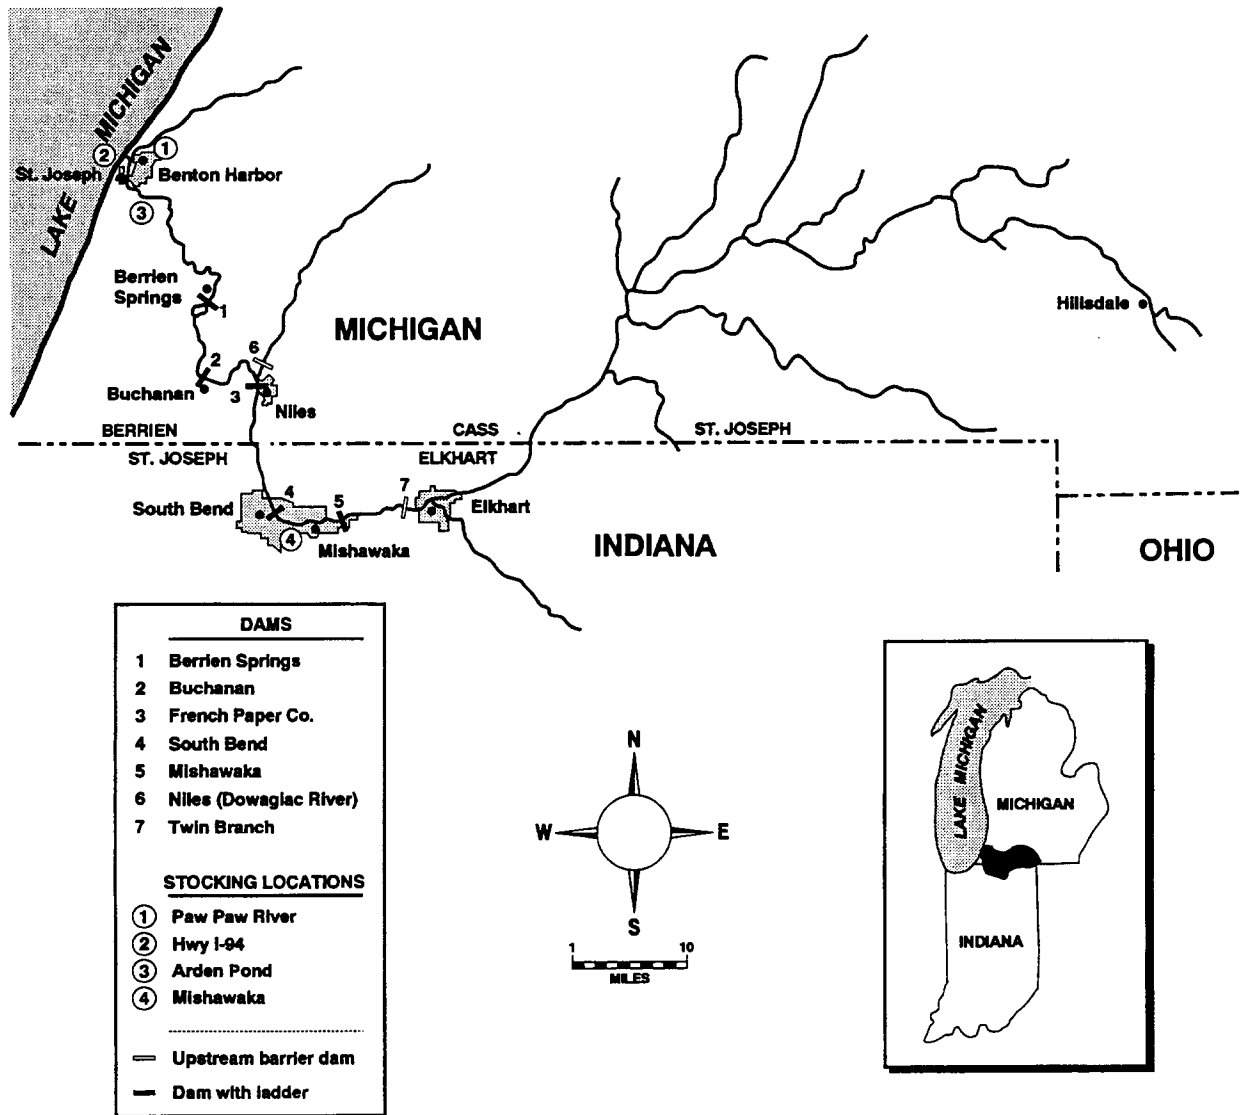 LAKE MICHIGAN
2
1
St. Joseph
Benton Harbor
3
Berrien
Springs
1
MICHIGAN
Hillsdale
6
2
Buchanan
3
Niles
BERRIEN
CASS
ST. JOSEPH
ST. JOSEPH
ELKHART
7
4
5
South Bend
Elkhart
4
Mishawaka
INDIANA
OHIO
DAMS
1 Berrien Springs
2 Buchanan
3 French Paper Co.
4 South Bend
5 Mishawaka
6 Niles (Dowagiac River)
7 Twin Branch
STOCKING LOCATIONS
1 Paw Paw River
2 Hwy I-94
3 Arden Pond
4 Mishawaka
Upstream barrier dam
Dam with ladder
N
W
E
S
1 10
MILES
LAKE MICHIGAN
MICHIGAN
INDIANA